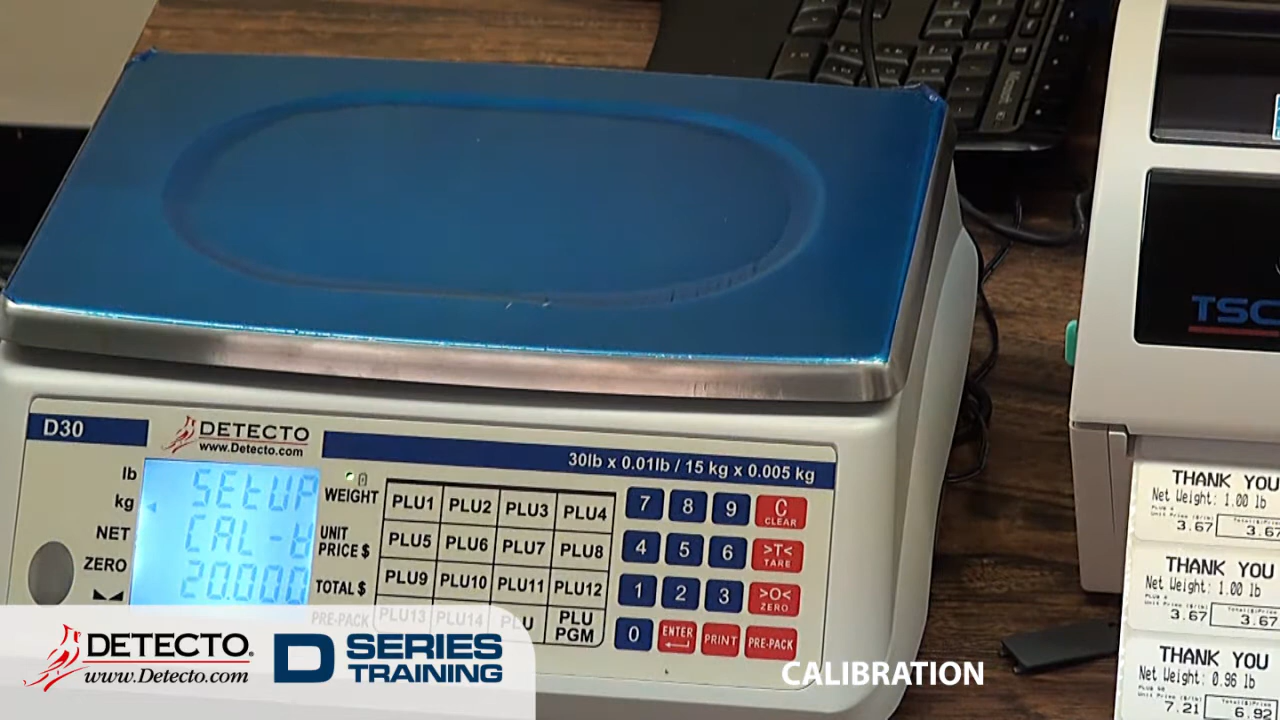 D30
DETECTO
www.Detecto.com
30lb x 0.01lb / 15 kg x 0.005 kg
lb
kg
NET
ZERO
SEtUP
CAL-W
20.000
WEIGHT
UNIT PRICE $
TOTAL $
PRE-PACK
PLU1 PLU2 PLU3 PLU4
PLU5 PLU6 PLU7 PLU8
PLU9 PLU10 PLU11 PLU12
PLU13 PLU14 PLU PGM
7 8 9 C CLEAR
4 5 6 >T< TARE
1 2 3 >O< ZERO
0 ENTER PRINT PRE-PACK
TSC
THANK YOU
Net Weight: 1.00 lb
3.67 3.67
THANK YOU
Net Weight: 1.00 lb
3.67 3.67
THANK YOU
Net Weight: 0.96 lb
7.21 6.92
Microsoft
DETECTO®
www.Detecto.com
D SERIES TRAINING
CALIBRATION